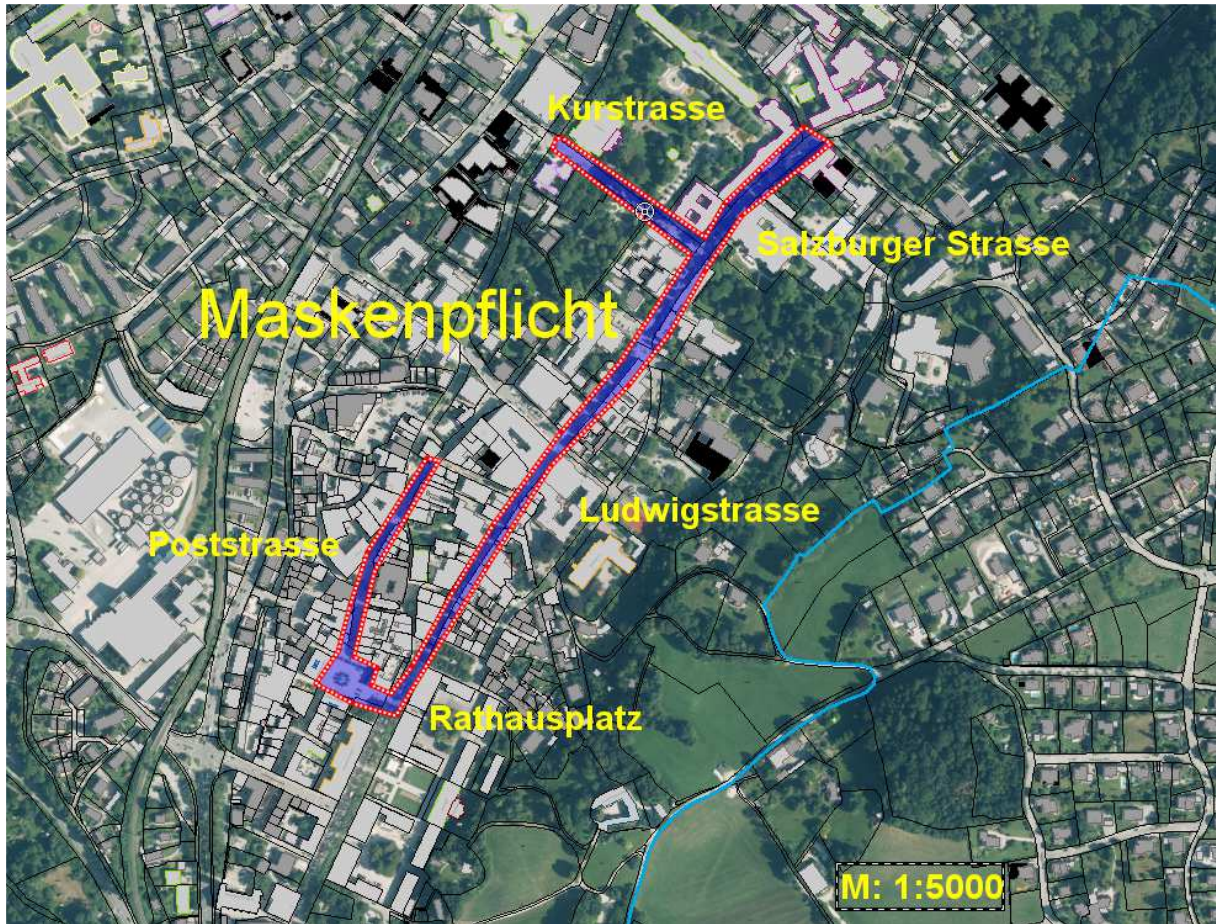 Kurstrasse
Salzburger Strasse
Maskenpflicht
Ludwigstrasse
Poststrasse
Rathausplatz
M: 1:5000